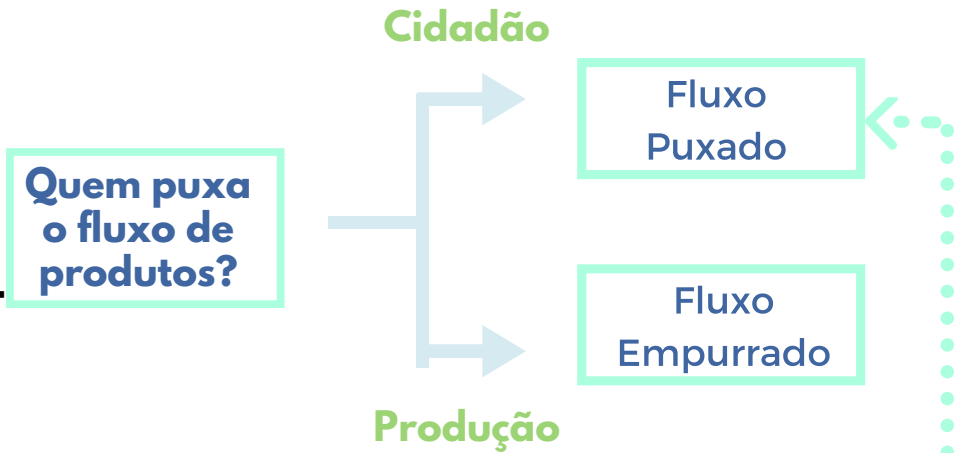 Cidadão
Fluxo
Puxado
Quem puxa
o fluxo de
produtos?
Fluxo
Empurrado
Produção